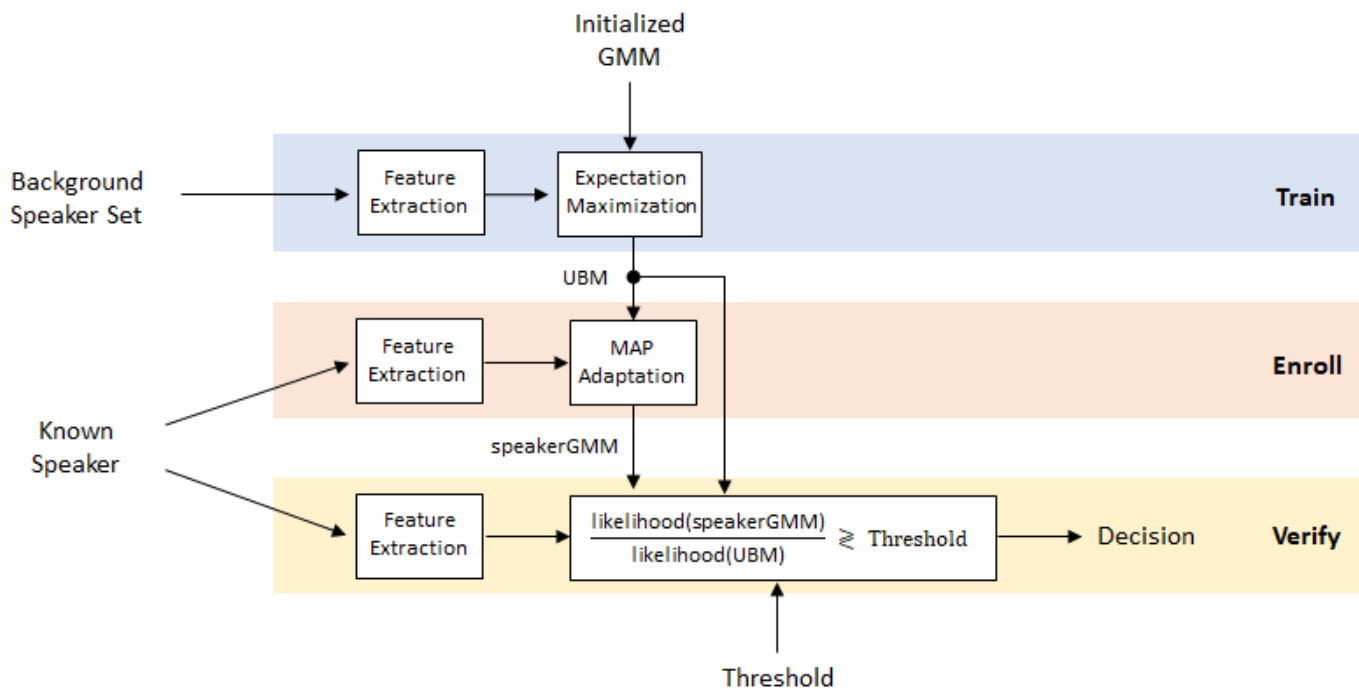 Initialized
GMM
Background
Speaker Set
Feature
Extraction
Expectation
Maximization
Train
UBM
Feature
Extraction
MAP
Adaptation
Enroll
Known
Speaker
speakerGMM
Feature
Extraction
likelihood(speakerGMM)
likelihood(UBM)
≷ Threshold
Decision
Verify
Threshold